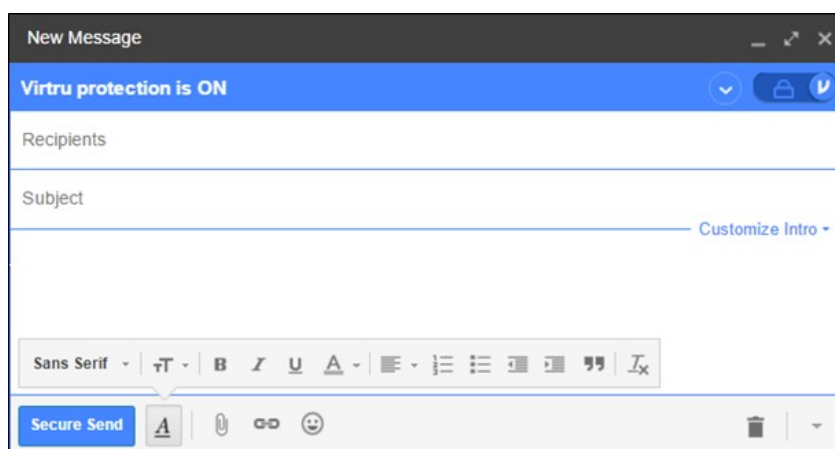 New Message
Virtru protection is ON
Recipients
Subject
Customize Intro
Sans Serif
Secure Send